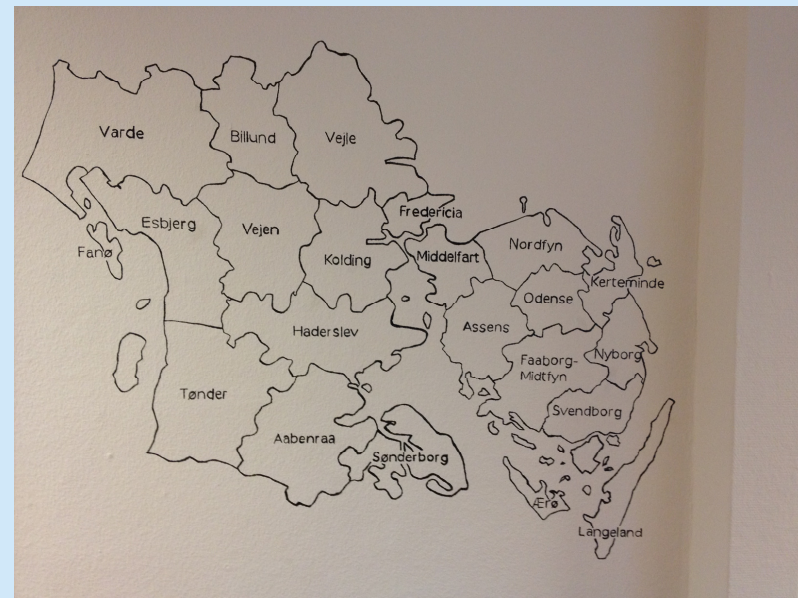 Varde
Billund
Vejle
Fredericia
Esbjerg
Vejen
Nordfyn
Fanø
Kolding
Middelfart
Kerteminde
Odense
Haderslev
Assens
Nyborg
Faaborg-
Midtfyn
Tønder
Svendborg
Aabenraa
Sønderborg
Ærø
Langeland